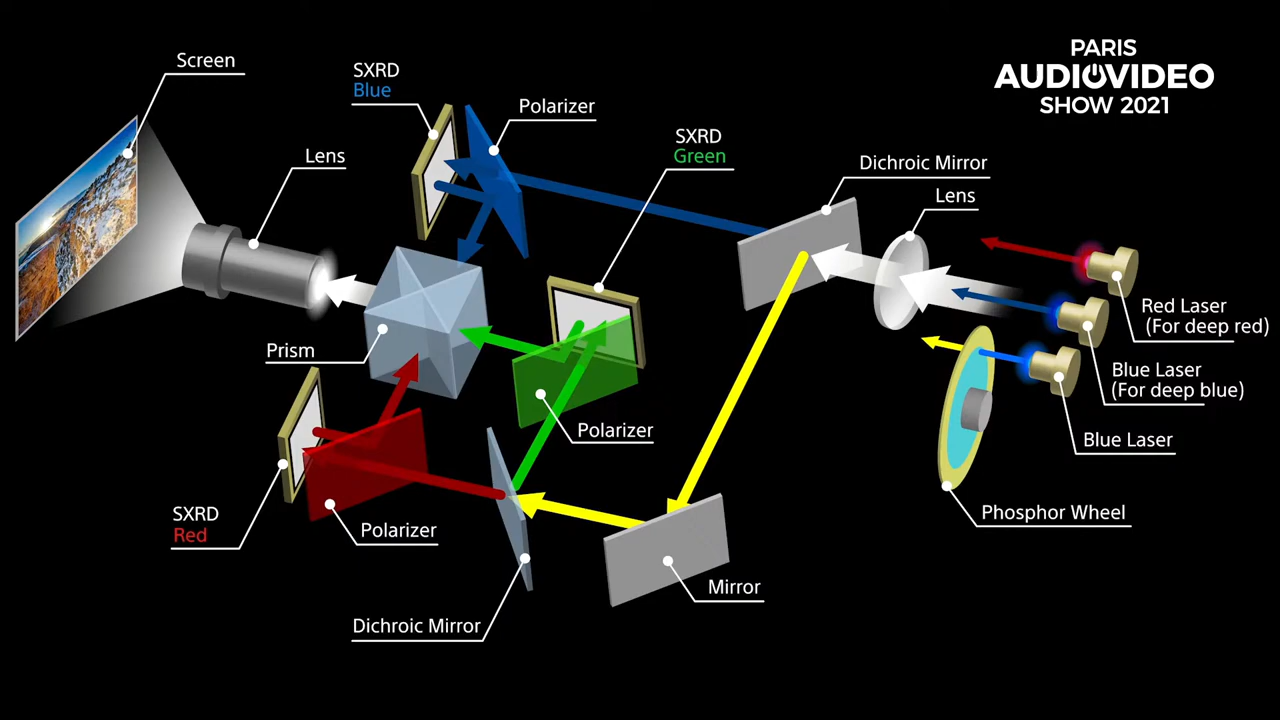 PARIS
AUDIOVIDEO
SHOW 2021
Screen
SXRD
Blue
Polarizer
SXRD
Green
Lens
Dichroic Mirror
Lens
Red Laser
(For deep red)
Prism
Blue Laser
(For deep blue)
Polarizer
Blue Laser
SXRD
Red
Polarizer
Phosphor Wheel
Mirror
Dichroic Mirror